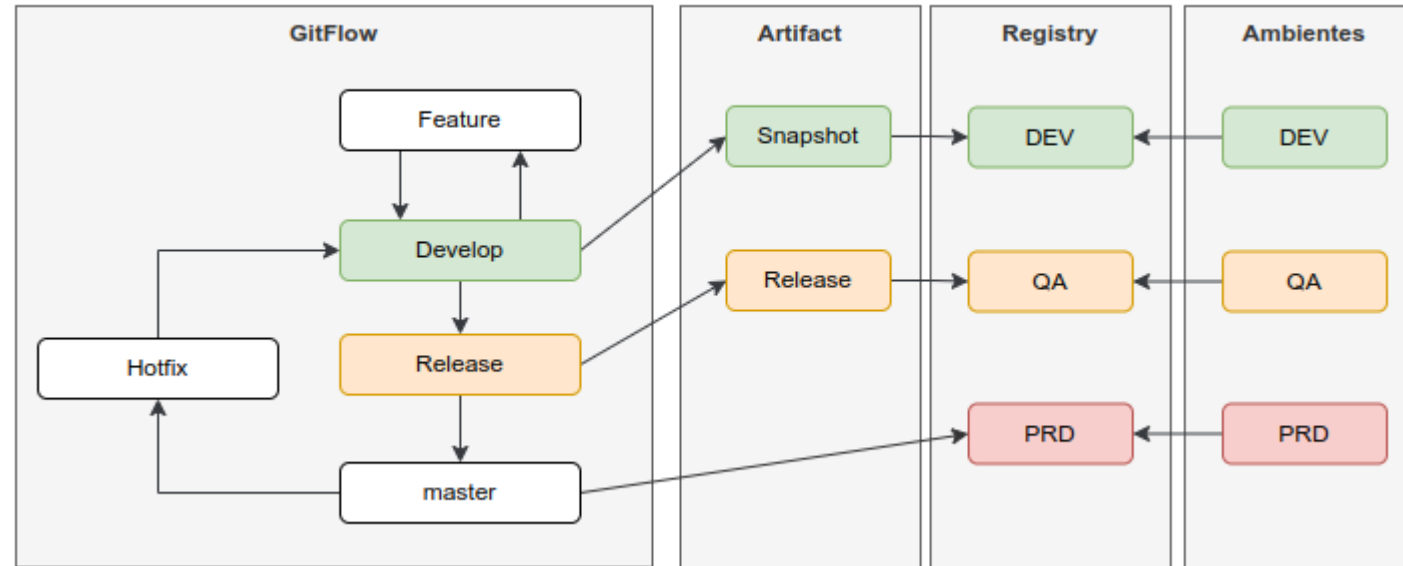 GitFlow
Artifact
Registry
Ambientes
Feature
Snapshot
DEV
DEV
Develop
Release
QA
QA
Hotfix
Release
PRD
PRD
master